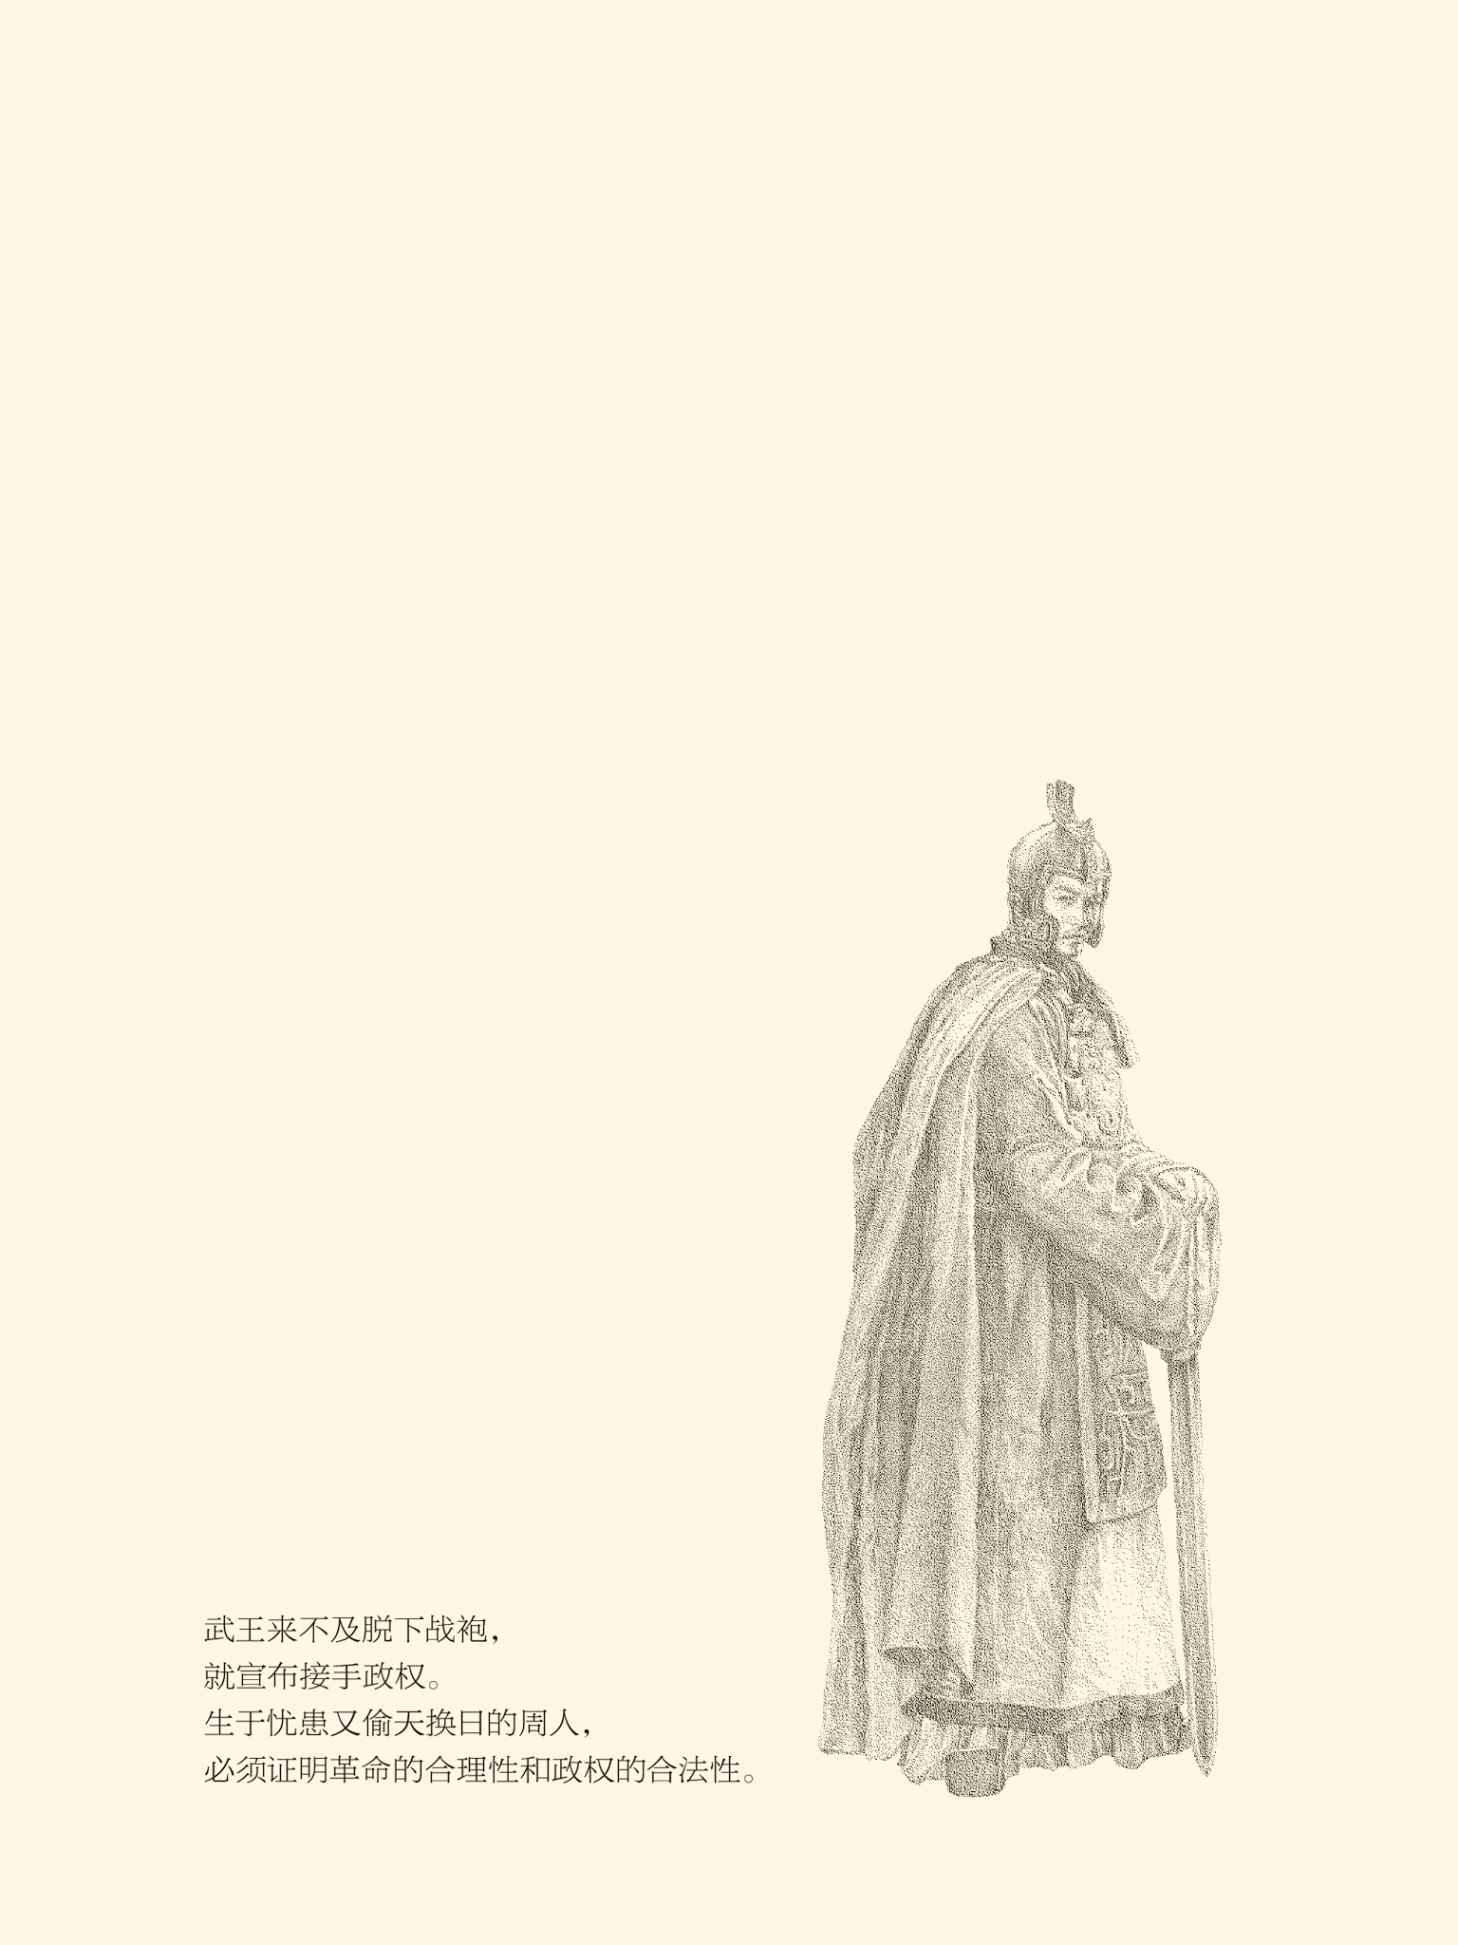 武王来不及脱下战袍，
就宣布接手政权。
生于忧患又偷天换日的周人，
必须证明革命的合理性和政权的合法性。